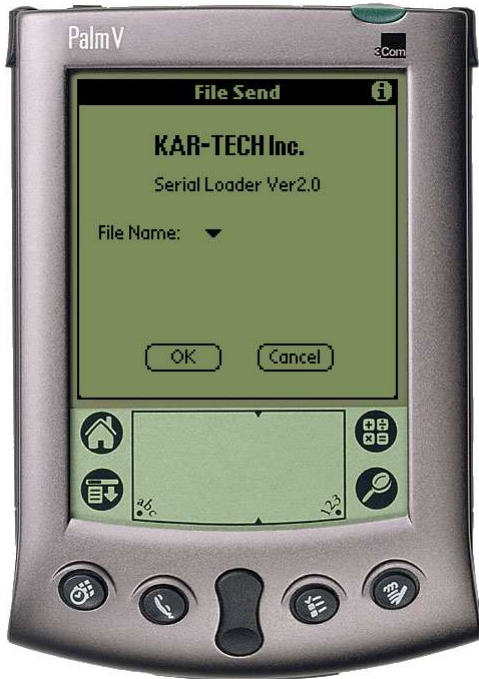 Palm V
3Com
File Send
i
KAR-TECH Inc.
Serial Loader Ver2.0
File Name:
OK
Cancel
abc
123